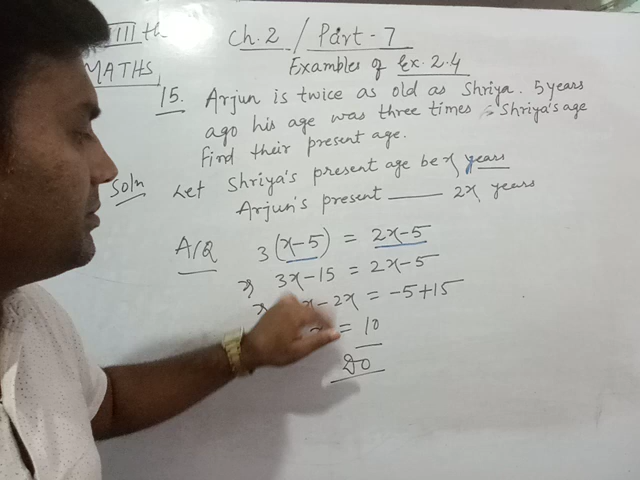 III th
Ch.2 / Part-7
MATHS
Examples of Ex. 2.4
15. Arjun is twice as old as Shriya. 5 years
ago his age was three times Shriya's age
Find their present age.
Soln Let Shriya's present age be x years
Arjun's present —— 2x years
A/Q 3(x-5) = 2x-5
⇒ 3x-15 = 2x-5
⇒ x-2x = -5+15
= 10
20